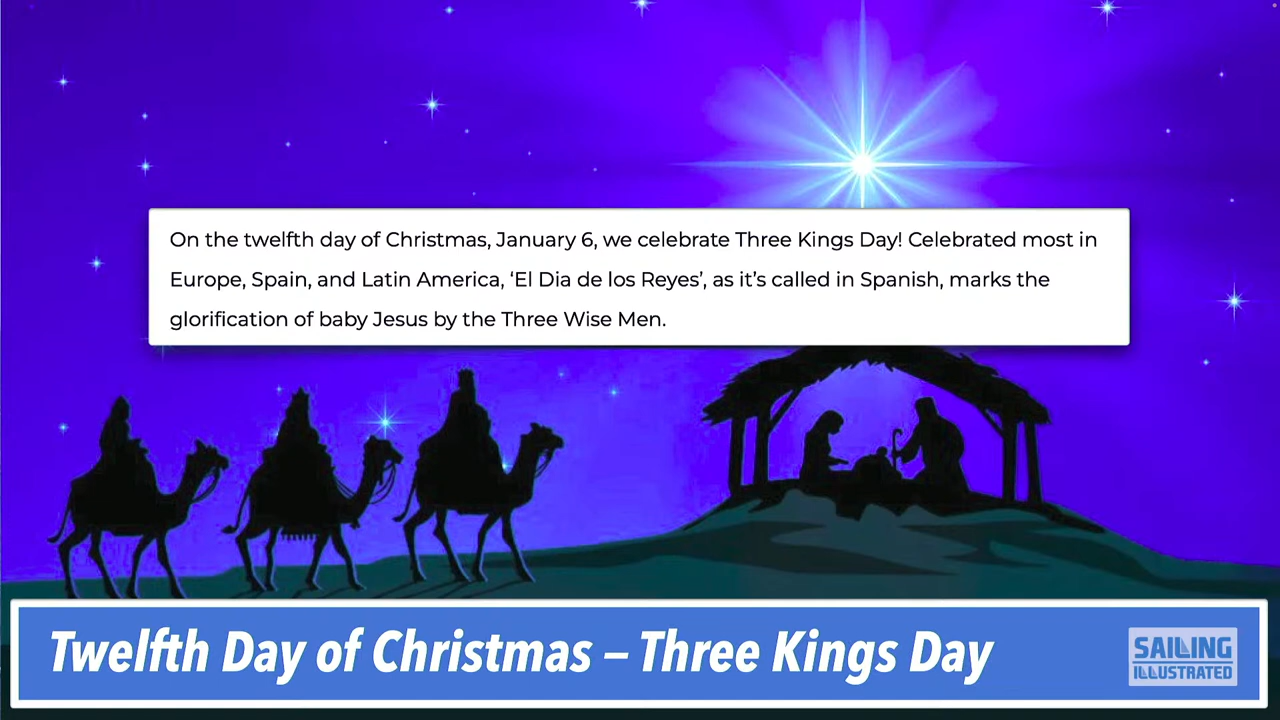 On the twelfth day of Christmas, January 6, we celebrate Three Kings Day! Celebrated most in
Europe, Spain, and Latin America, ‘El Dia de los Reyes’, as it’s called in Spanish, marks the
glorification of baby Jesus by the Three Wise Men.
Twelfth Day of Christmas – Three Kings Day
SAILING
ILLUSTRATED